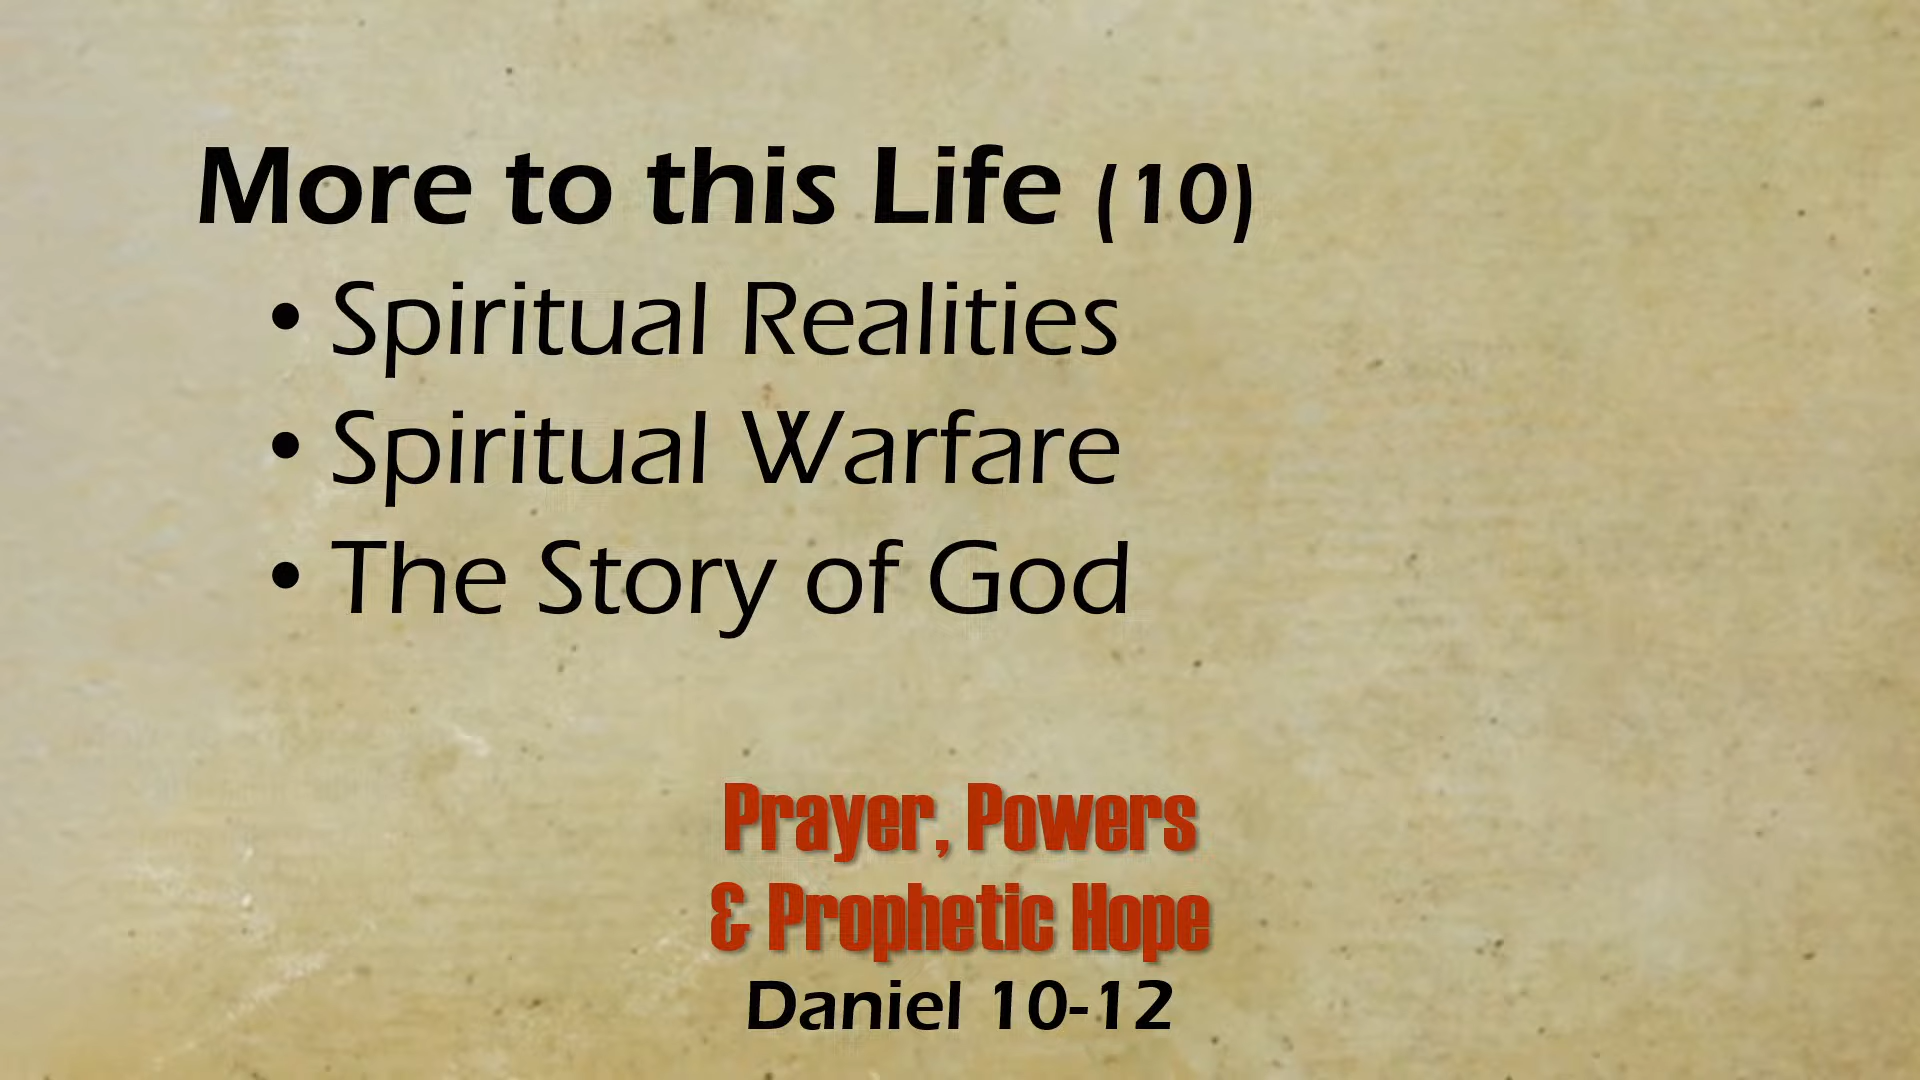 More to this Life (10)
• Spiritual Realities
• Spiritual Warfare
• The Story of God
Prayer, Powers
& Prophetic Hope
Daniel 10-12